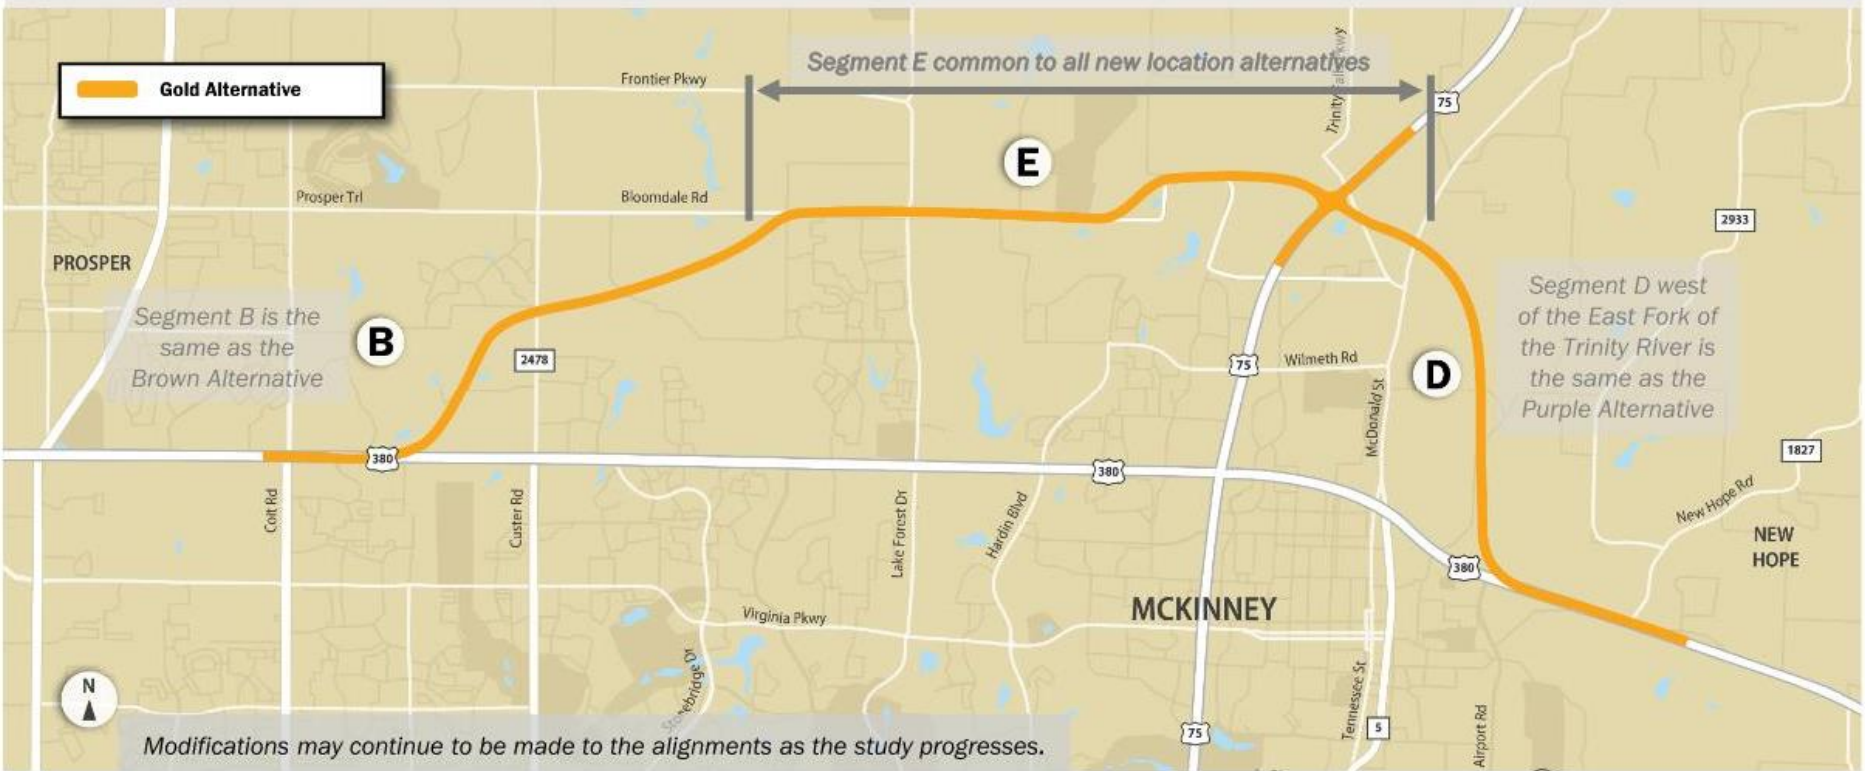 Gold Alternative
Segment E common to all new location alternatives
Frontier Pkwy
Trinity Falls Pkwy
75
E
Prosper Trl
Bloomdale Rd
2933
PROSPER
Segment B is the
same as the
Brown Alternative
B
2478
75
Wilmeth Rd
McDonald St
D
Segment D west
of the East Fork of
the Trinity River is
the same as the
Purple Alternative
380
380
1827
Coit Rd
Custer Rd
Lake Forest Dr
Hardin Blvd
New Hope Rd
NEW
HOPE
380
MCKINNEY
Virginia Pkwy
Stonebridge Dr
Tennessee St
5
Airport Rd
75
N
Modifications may continue to be made to the alignments as the study progresses.